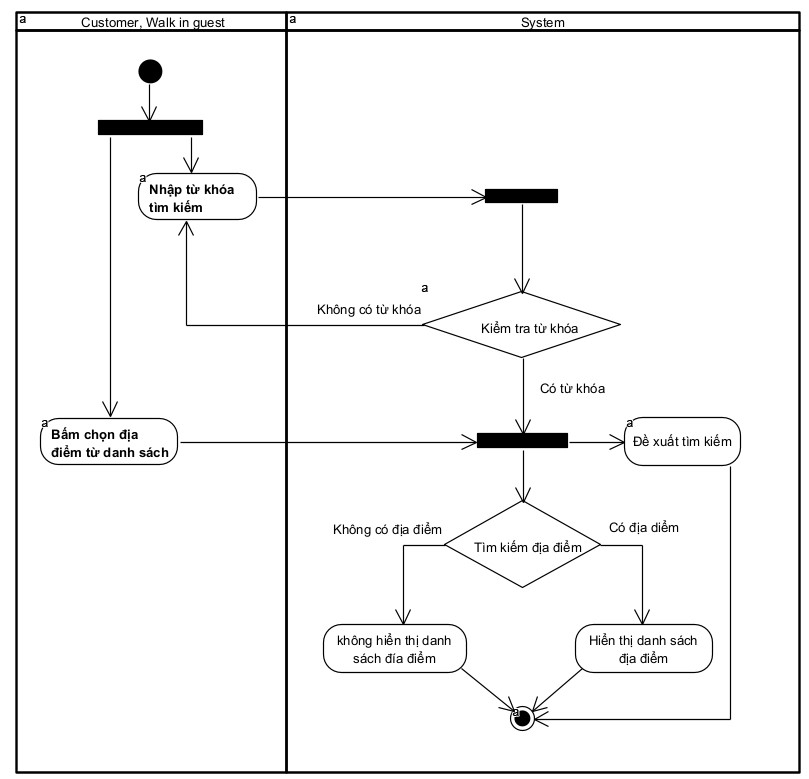 a
Customer, Walk in guest
a
System
a
Nhập từ khóa
tìm kiếm
a
Không có từ khóa
Kiểm tra từ khóa
Có từ khóa
a
Bấm chọn địa
điểm từ danh sách
a
Đề xuất tìm kiếm
Không có địa điểm
Có địa diểm
Tìm kiếm địa điểm
không hiển thị danh
sách đía điểm
Hiển thị danh sách
địa điểm
a